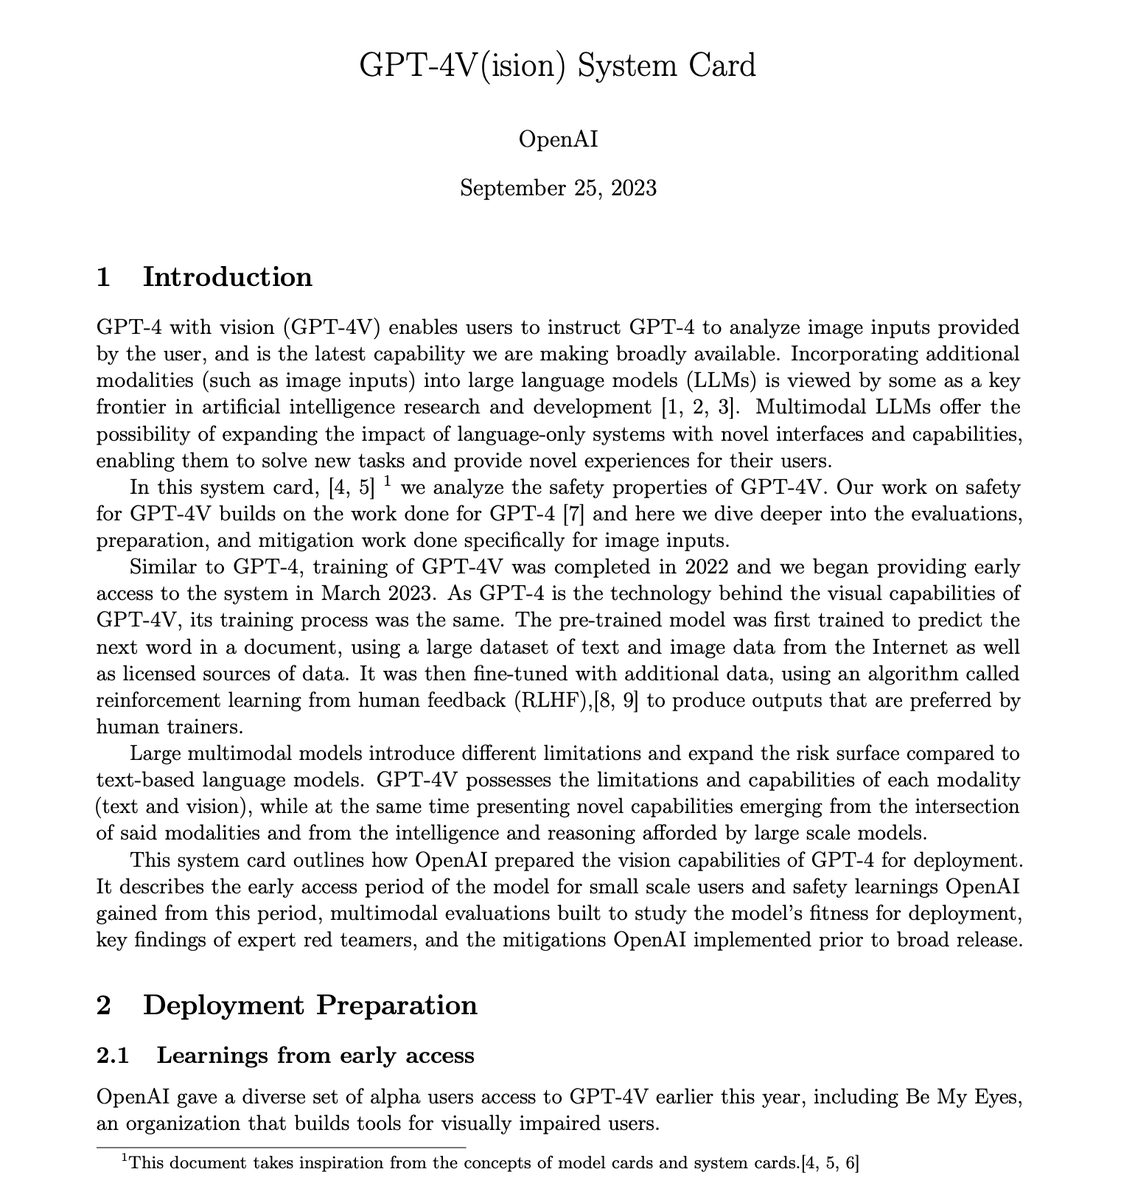 GPT-4V(ision) System Card
OpenAI
September 25, 2023
1 Introduction
GPT-4 with vision (GPT-4V) enables users to instruct GPT-4 to analyze image inputs provided
by the user, and is the latest capability we are making broadly available. Incorporating additional
modalities (such as image inputs) into large language models (LLMs) is viewed by some as a key
frontier in artificial intelligence research and development [1, 2, 3]. Multimodal LLMs offer the
possibility of expanding the impact of language-only systems with novel interfaces and capabilities,
enabling them to solve new tasks and provide novel experiences for their users.
In this system card, [4, 5] 1 we analyze the safety properties of GPT-4V. Our work on safety
for GPT-4V builds on the work done for GPT-4 [7] and here we dive deeper into the evaluations,
preparation, and mitigation work done specifically for image inputs.
Similar to GPT-4, training of GPT-4V was completed in 2022 and we began providing early
access to the system in March 2023. As GPT-4 is the technology behind the visual capabilities of
GPT-4V, its training process was the same. The pre-trained model was first trained to predict the
next word in a document, using a large dataset of text and image data from the Internet as well
as licensed sources of data. It was then fine-tuned with additional data, using an algorithm called
reinforcement learning from human feedback (RLHF),[8, 9] to produce outputs that are preferred by
human trainers.
Large multimodal models introduce different limitations and expand the risk surface compared to
text-based language models. GPT-4V possesses the limitations and capabilities of each modality
(text and vision), while at the same time presenting novel capabilities emerging from the intersection
of said modalities and from the intelligence and reasoning afforded by large scale models.
This system card outlines how OpenAI prepared the vision capabilities of GPT-4 for deployment.
It describes the early access period of the model for small scale users and safety learnings OpenAI
gained from this period, multimodal evaluations built to study the model's fitness for deployment,
key findings of expert red teamers, and the mitigations OpenAI implemented prior to broad release.
2 Deployment Preparation
2.1 Learnings from early access
OpenAI gave a diverse set of alpha users access to GPT-4V earlier this year, including Be My Eyes,
an organization that builds tools for visually impaired users.
1This document takes inspiration from the concepts of model cards and system cards.[4, 5, 6]